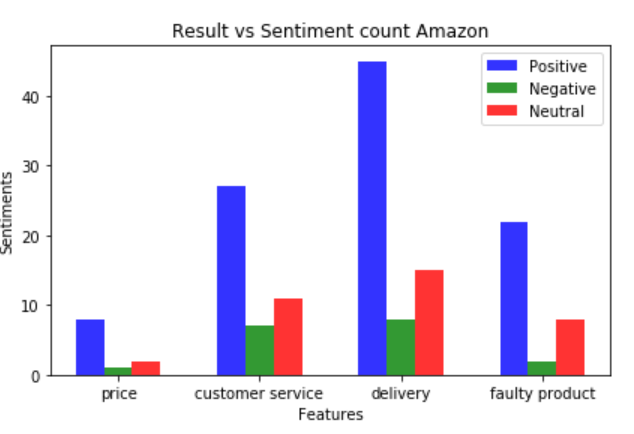 Result vs Sentiment count Amazon
Positive
Negative
Neutral
Sentiments
40
30
20
10
0
price customer service delivery faulty product
Features